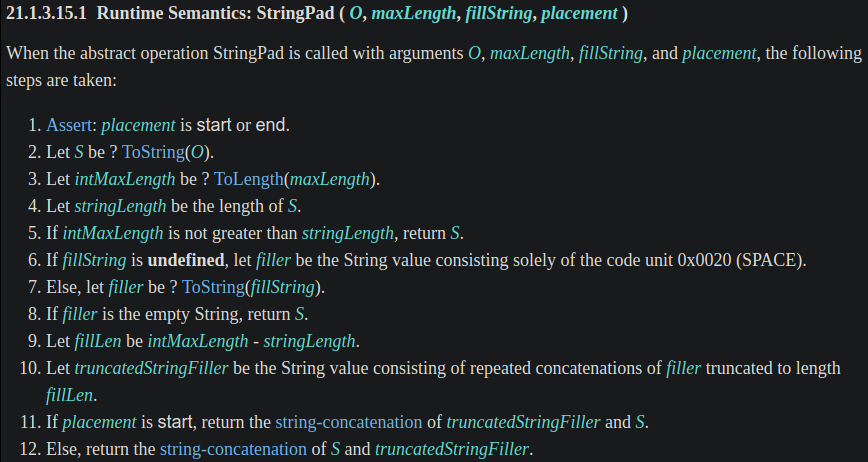 21.1.3.15.1 Runtime Semantics: StringPad ( O, maxLength, fillString, placement )
When the abstract operation StringPad is called with arguments O, maxLength, fillString, and placement, the following
steps are taken:
1. Assert: placement is start or end.
2. Let S be ? ToString(O).
3. Let intMaxLength be ? ToLength(maxLength).
4. Let stringLength be the length of S.
5. If intMaxLength is not greater than stringLength, return S.
6. If fillString is undefined, let filler be the String value consisting solely of the code unit 0x0020 (SPACE).
7. Else, let filler be ? ToString(fillString).
8. If filler is the empty String, return S.
9. Let fillLen be intMaxLength - stringLength.
10. Let truncatedStringFiller be the String value consisting of repeated concatenations of filler truncated to length
fillLen.
11. If placement is start, return the string-concatenation of truncatedStringFiller and S.
12. Else, return the string-concatenation of S and truncatedStringFiller.